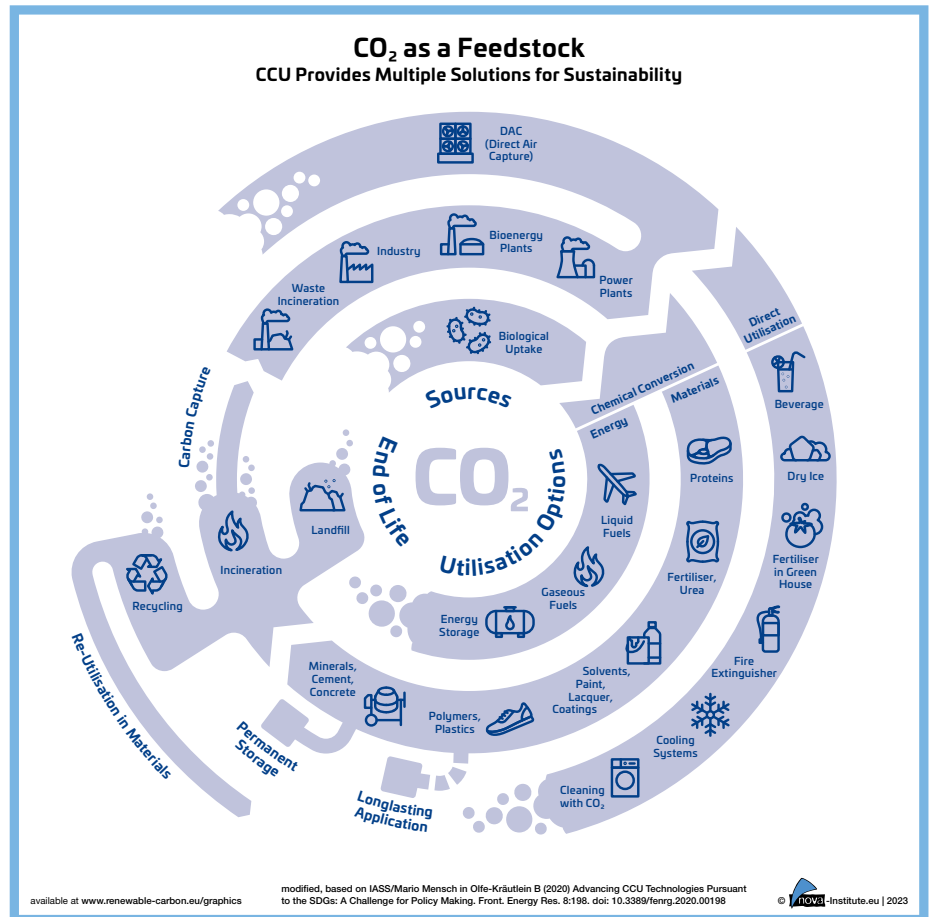 CO₂ as a Feedstock
CCU Provides Multiple Solutions for Sustainability
DAC
(Direct Air
Capture)
Bioenergy
Plants
Industry
Power
Plants
Waste
Incineration
Biological
Uptake
Direct
Utilisation
Chemical Conversion
Materials
Energy
Sources
Carbon Capture
End of Life
CO₂
Utilisation Options
Beverage
Dry Ice
Fertiliser
in Green
House
Fire
Extinguisher
Cooling
Systems
Cleaning
with CO₂
Proteins
Fertiliser,
Urea
Solvents,
Paint,
Lacquer,
Coatings
Polymers,
Plastics
Minerals,
Cement,
Concrete
Liquid
Fuels
Gaseous
Fuels
Energy
Storage
Landfill
Incineration
Recycling
Re-Utilisation in Materials
Permanent
Storage
Longlasting
Application
available at www.renewable-carbon.eu/graphics
modified, based on IASS/Mario Mensch in Olfe-Kräutlein B (2020) Advancing CCU Technologies Pursuant
to the SDGs: A Challenge for Policy Making. Front. Energy Res. 8:198. doi: 10.3389/fenrg.2020.00198
© nova-Institute.eu | 2023